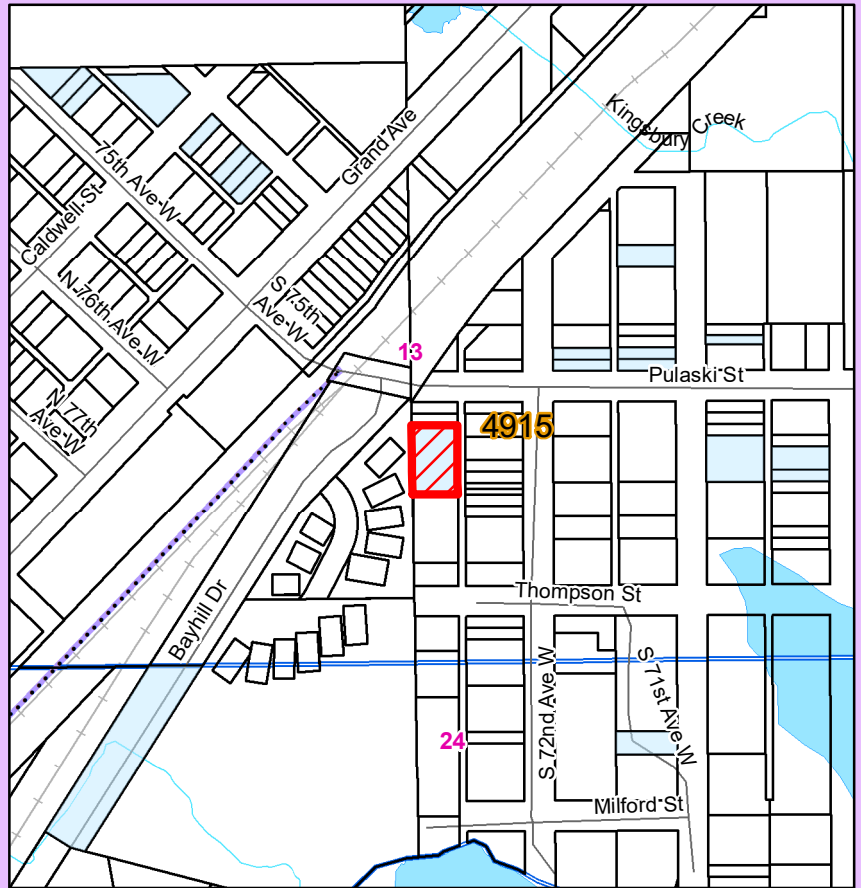 Kingsbury Creek
Grand Ave
75th Ave W
Caldwell St
N 76th Ave W
S 75th
Ave W
13
Pulaski St
N 77th
Ave W
4915
Bayhill Dr
Thompson St
S 72nd Ave W
S 71st Ave W
24
Milford St